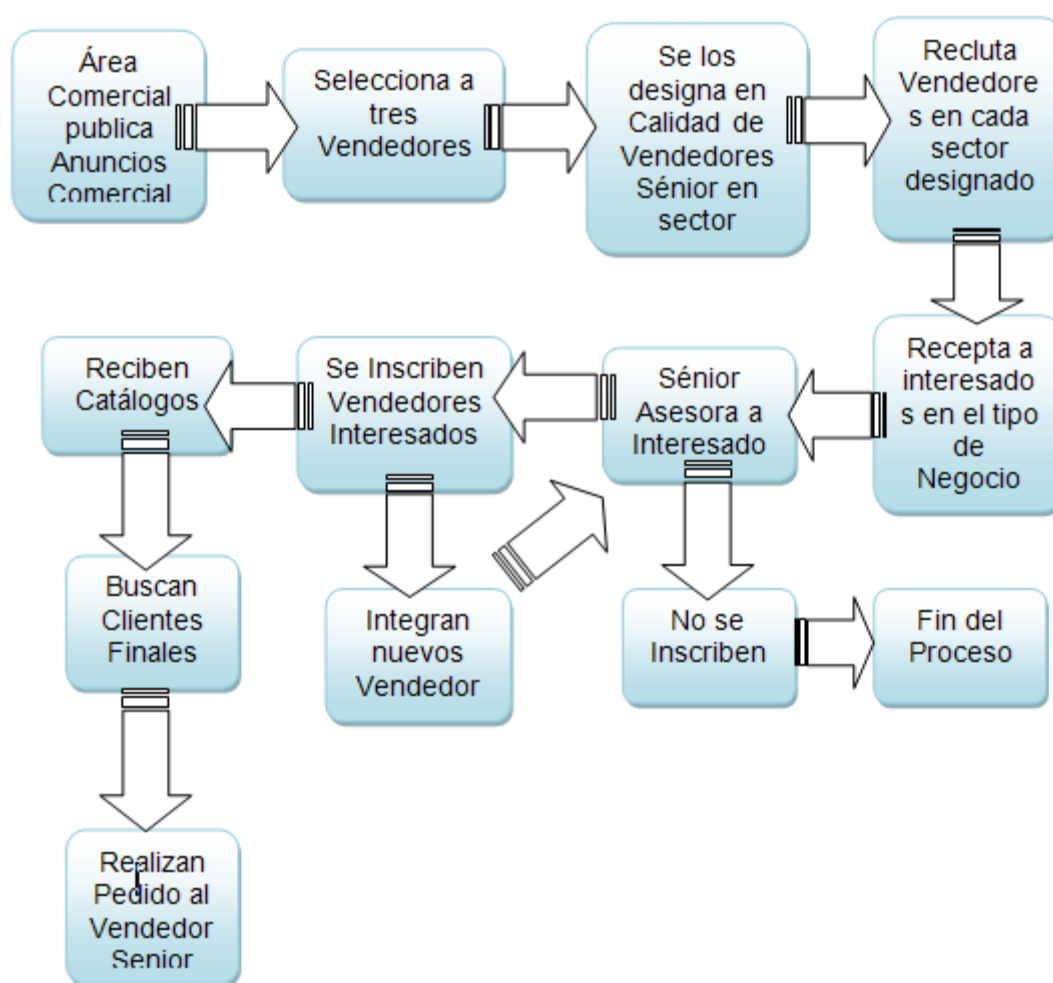 Área
Comercial
publica
Anuncios
Comercial
Selecciona a
tres
Vendedores
Se los
designa en
Calidad de
Vendedores
Sénior en
sector
Recluta
Vendedore
s en cada
sector
designado
Recepta a
interesado
s en el tipo
de
Negocio
Sénior
Asesora a
Interesado
Se Inscriben
Vendedores
Interesados
Reciben
Catálogos
Buscan
Clientes
Finales
Integran
nuevos
Vendedor
No se
Inscriben
Fin del
Proceso
Realizan
Pedido al
Vendedor
Senior